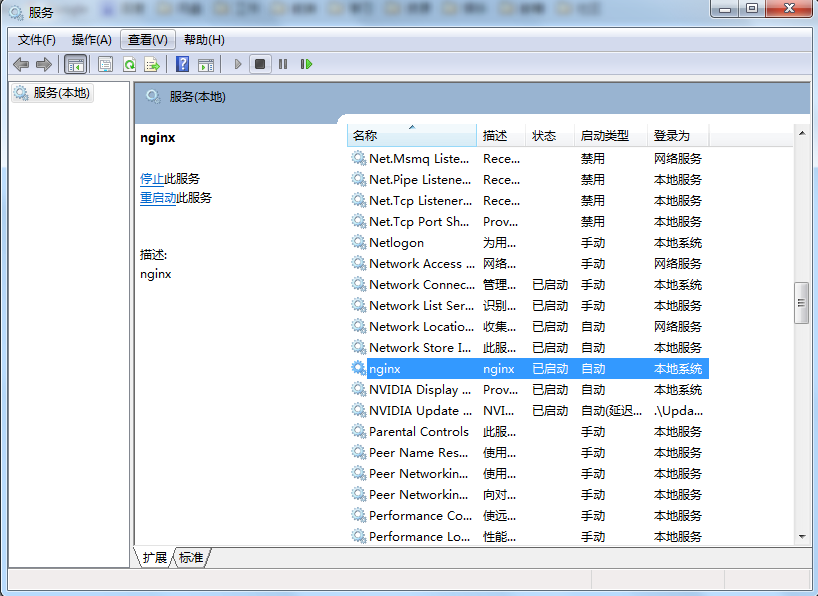 服务
文件(F) 操作(A) 查看(V) 帮助(H)
服务(本地)
服务(本地)
nginx
停止此服务
重启动此服务
描述:
nginx
名称 描述 状态 启动类型 登录为
Net.Msmq Liste... Rece... 禁用 网络服务
Net.Pipe Listene... Rece... 禁用 本地服务
Net.Tcp Listener... Rece... 禁用 本地服务
Net.Tcp Port Sh... Prov... 禁用 本地服务
Netlogon 为用... 手动 本地系统
Network Access ... 网络... 手动 网络服务
Network Connec... 管理... 已启动 手动 本地系统
Network List Ser... 识别... 已启动 手动 本地服务
Network Locatio... 收集... 已启动 自动 网络服务
Network Store I... 此服... 已启动 自动 本地服务
nginx nginx 已启动 自动 本地系统
NVIDIA Display ... Prov... 已启动 自动 本地系统
NVIDIA Update ... NVI... 已启动 自动(延迟... .\Upda...
Parental Controls 此服... 手动 本地服务
Peer Name Res... 使用... 手动 本地服务
Peer Networkin... 使用... 手动 本地服务
Peer Networkin... 向对... 手动 本地服务
Performance Co... 使远... 手动 本地服务
Performance Lo... 性能... 手动 本地服务
扩展 标准